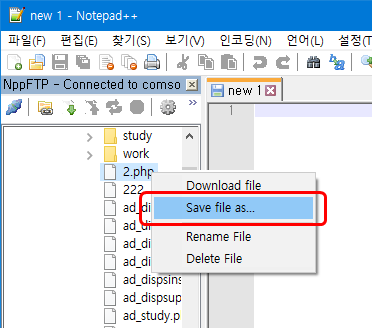 new 1 - Notepad++
파일(F) 편집(E) 찾기(S) 보기(V) 인코딩(N) 언어(L) 설정(T
NppFTP - Connected to comso
new 1
1
study
work
2.php
222
ad_di
ad_di
ad_di
ad_di
ad_dispsins
ad_dispsup
ad_study.p
Download file
Save file as...
Rename File
Delete File